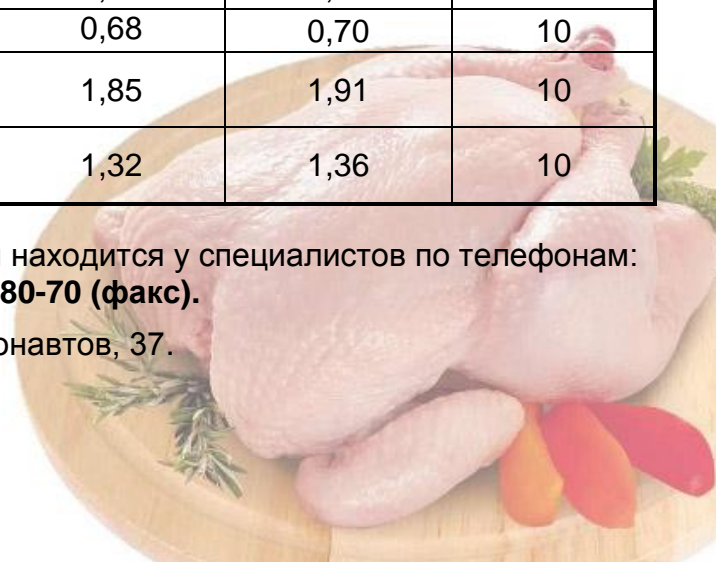 0,68 0,70 10
1,85 1,91 10
1,32 1,36 10
находится у специалистов по телефонам:
80-70 (факс).
37.